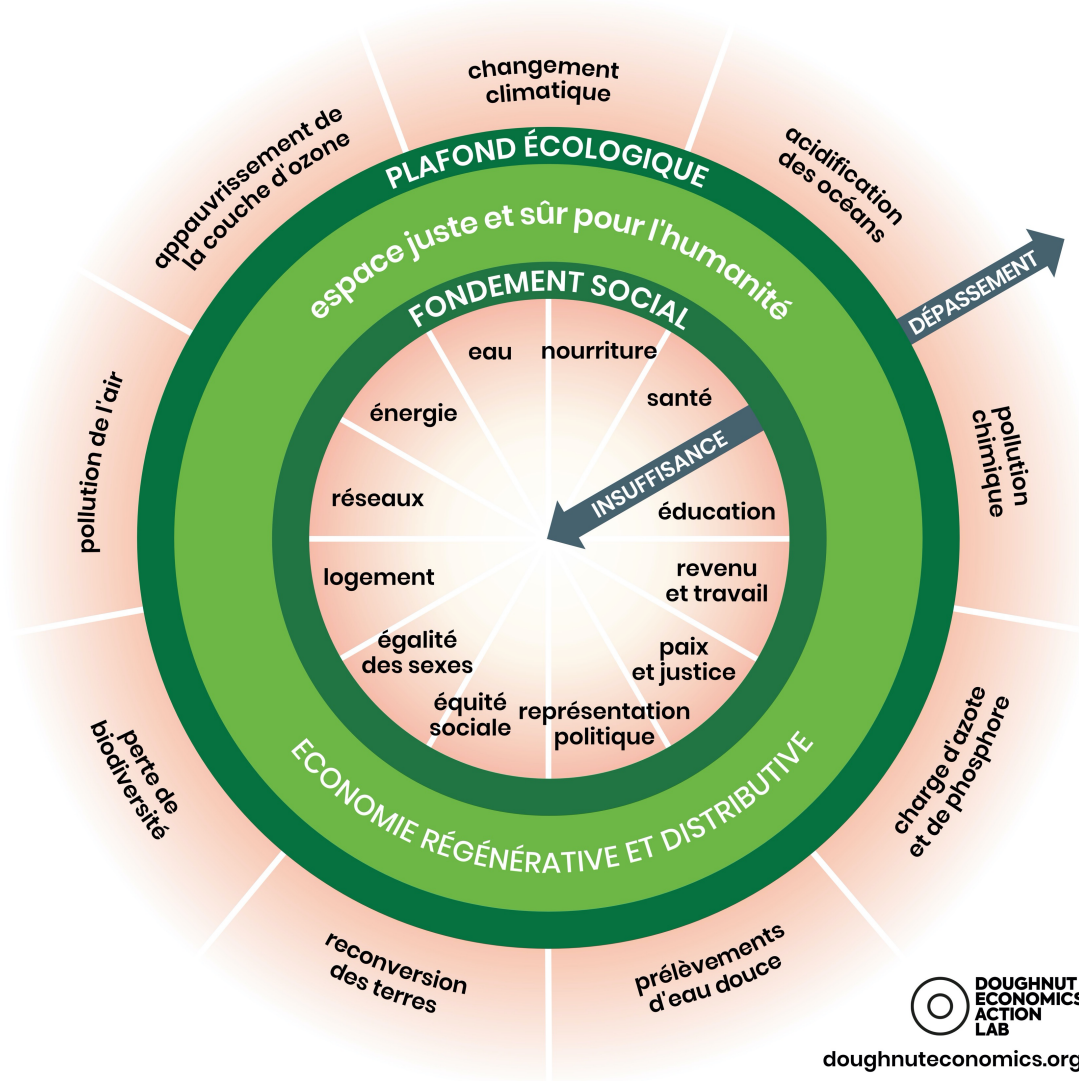 changement
climatique
acidification
des océans
DÉPASSEMENT
pollution
chimique
charge d'azote
et de phosphore
prélèvements
d'eau douce
reconversion
des terres
perte de
biodiversité
pollution de l'air
appauvrissement de
la couche d'ozone
PLAFOND ÉCOLOGIQUE
espace juste et sûr pour l'humanité
FONDEMENT SOCIAL
eau
nourriture
santé
INSUFFISANCE
éducation
revenu
et travail
paix
et justice
représentation
politique
équité
sociale
égalité
des sexes
logement
réseaux
énergie
ECONOMIE RÉGÉNÉRATIVE ET DISTRIBUTIVE
DOUGHNUT
ECONOMICS
ACTION
LAB
doughnuteconomics.org